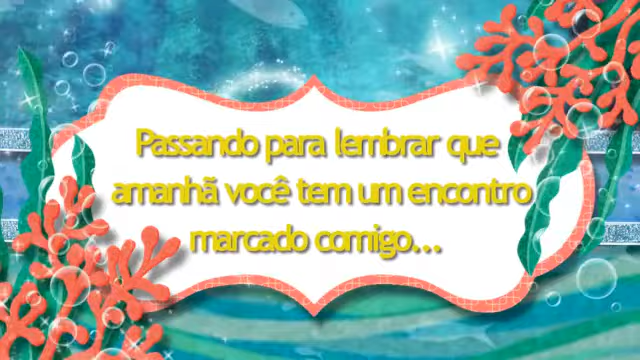 Passando para lembrar que
amanhã você tem um encontro
marcado comigo...